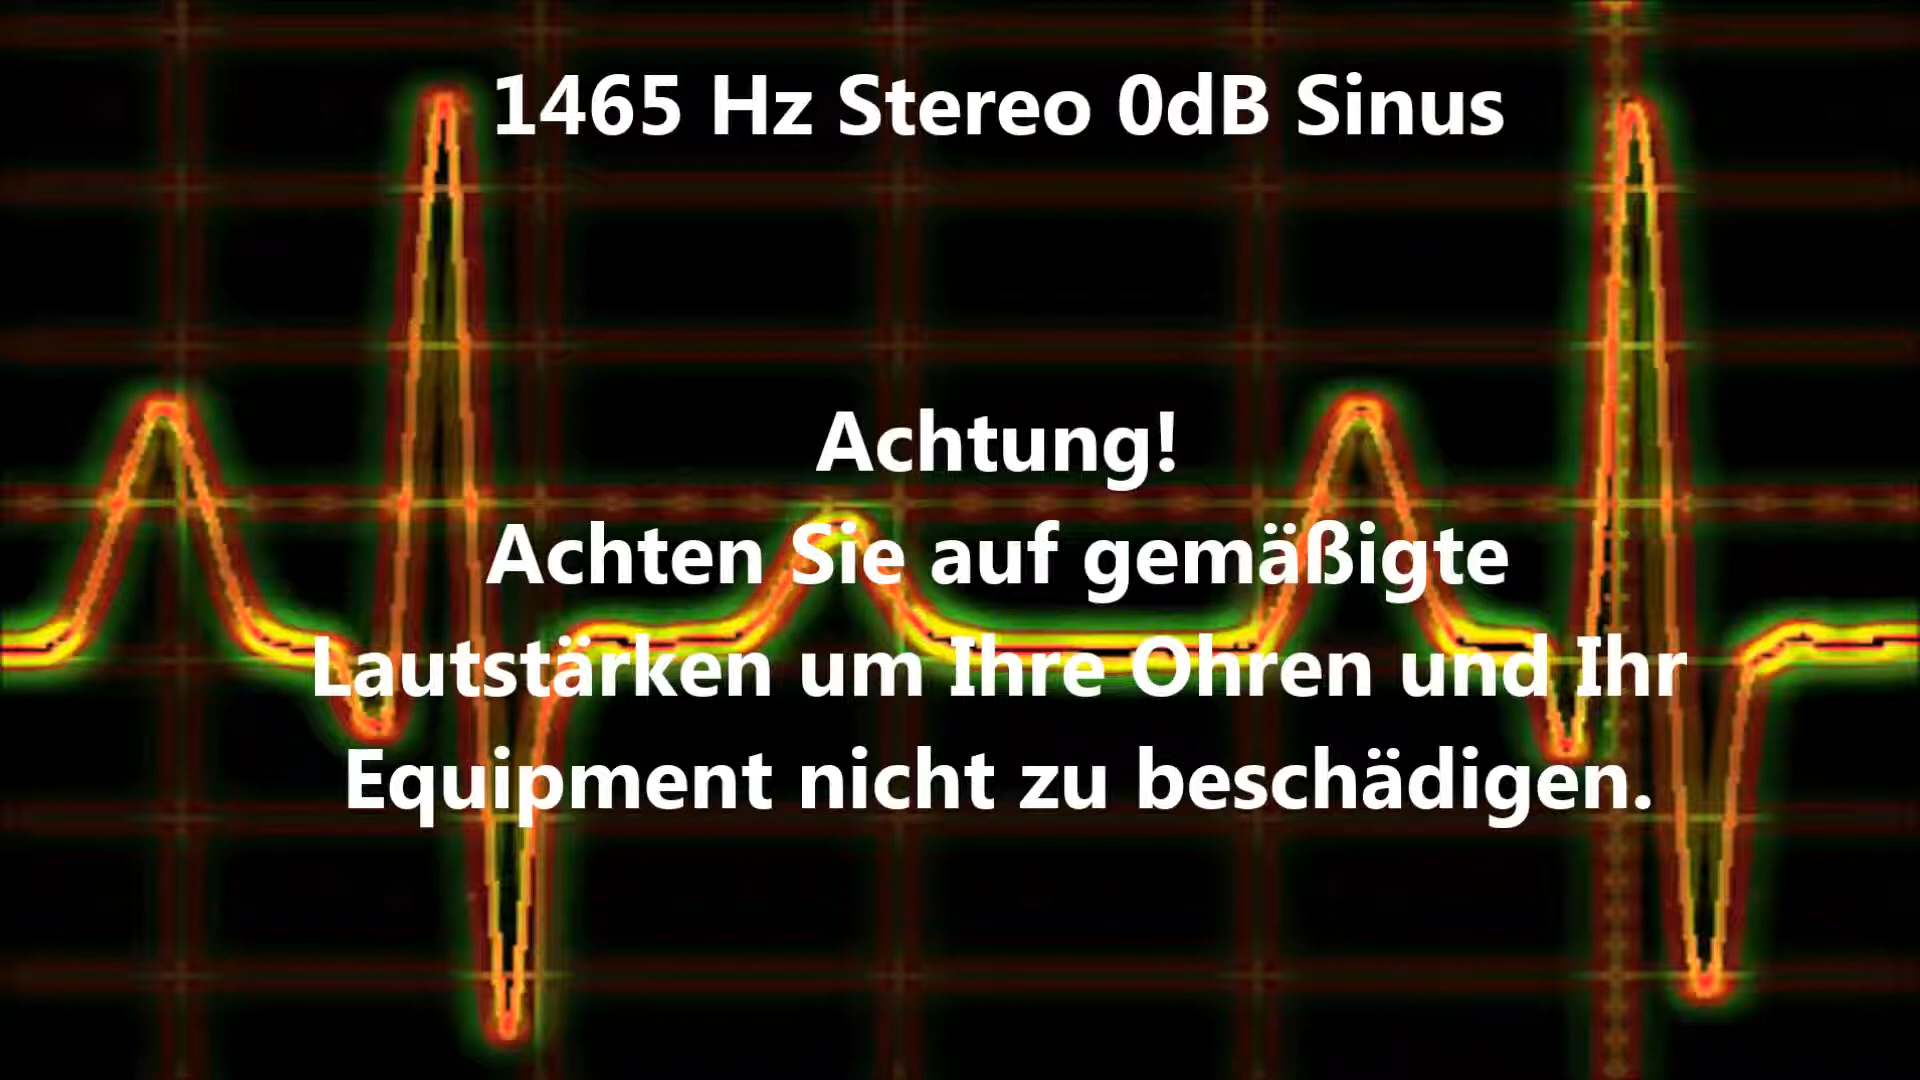 1465 Hz Stereo 0dB Sinus
Achtung!
Achten Sie auf gemäßigte
Lautstärken um Ihre Ohren und Ihr
Equipment nicht zu beschädigen.